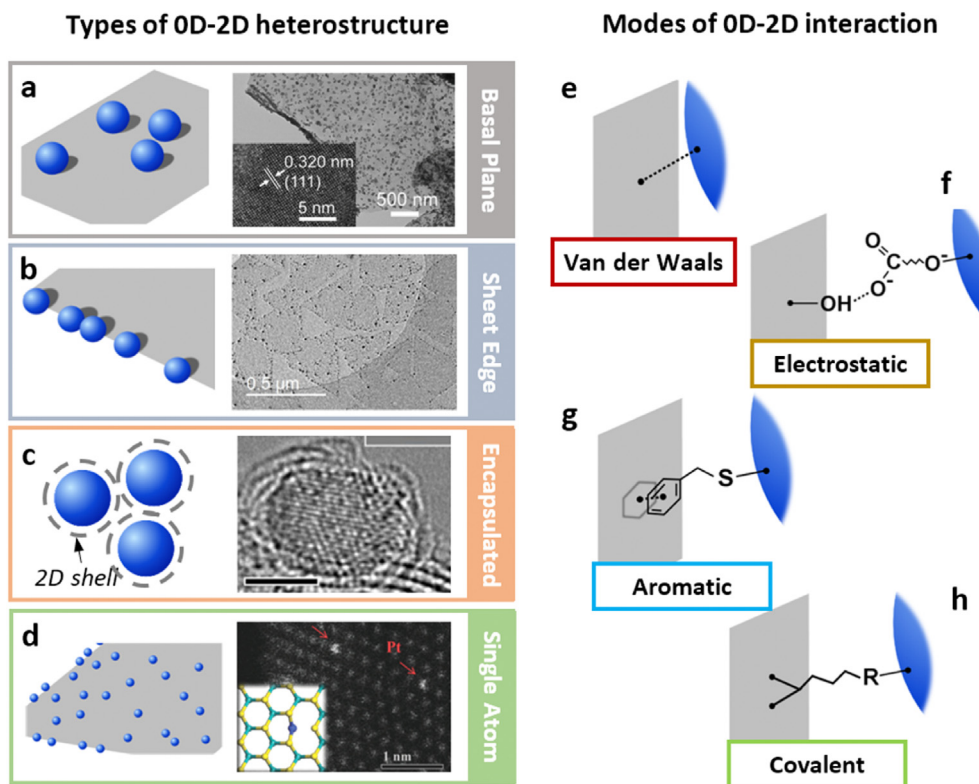 Types of 0D-2D heterostructure
Modes of 0D-2D interaction
a
0.320 nm
(111)
5 nm
500 nm
Basal Plane
b
0.5 μm
Sheet Edge
c
2D shell
Encapsulated
d
Pt
1 nm
Single Atom
e
Van der Waals
f
O
C
O-
O-
OH
Electrostatic
g
S
Aromatic
h
R
Covalent